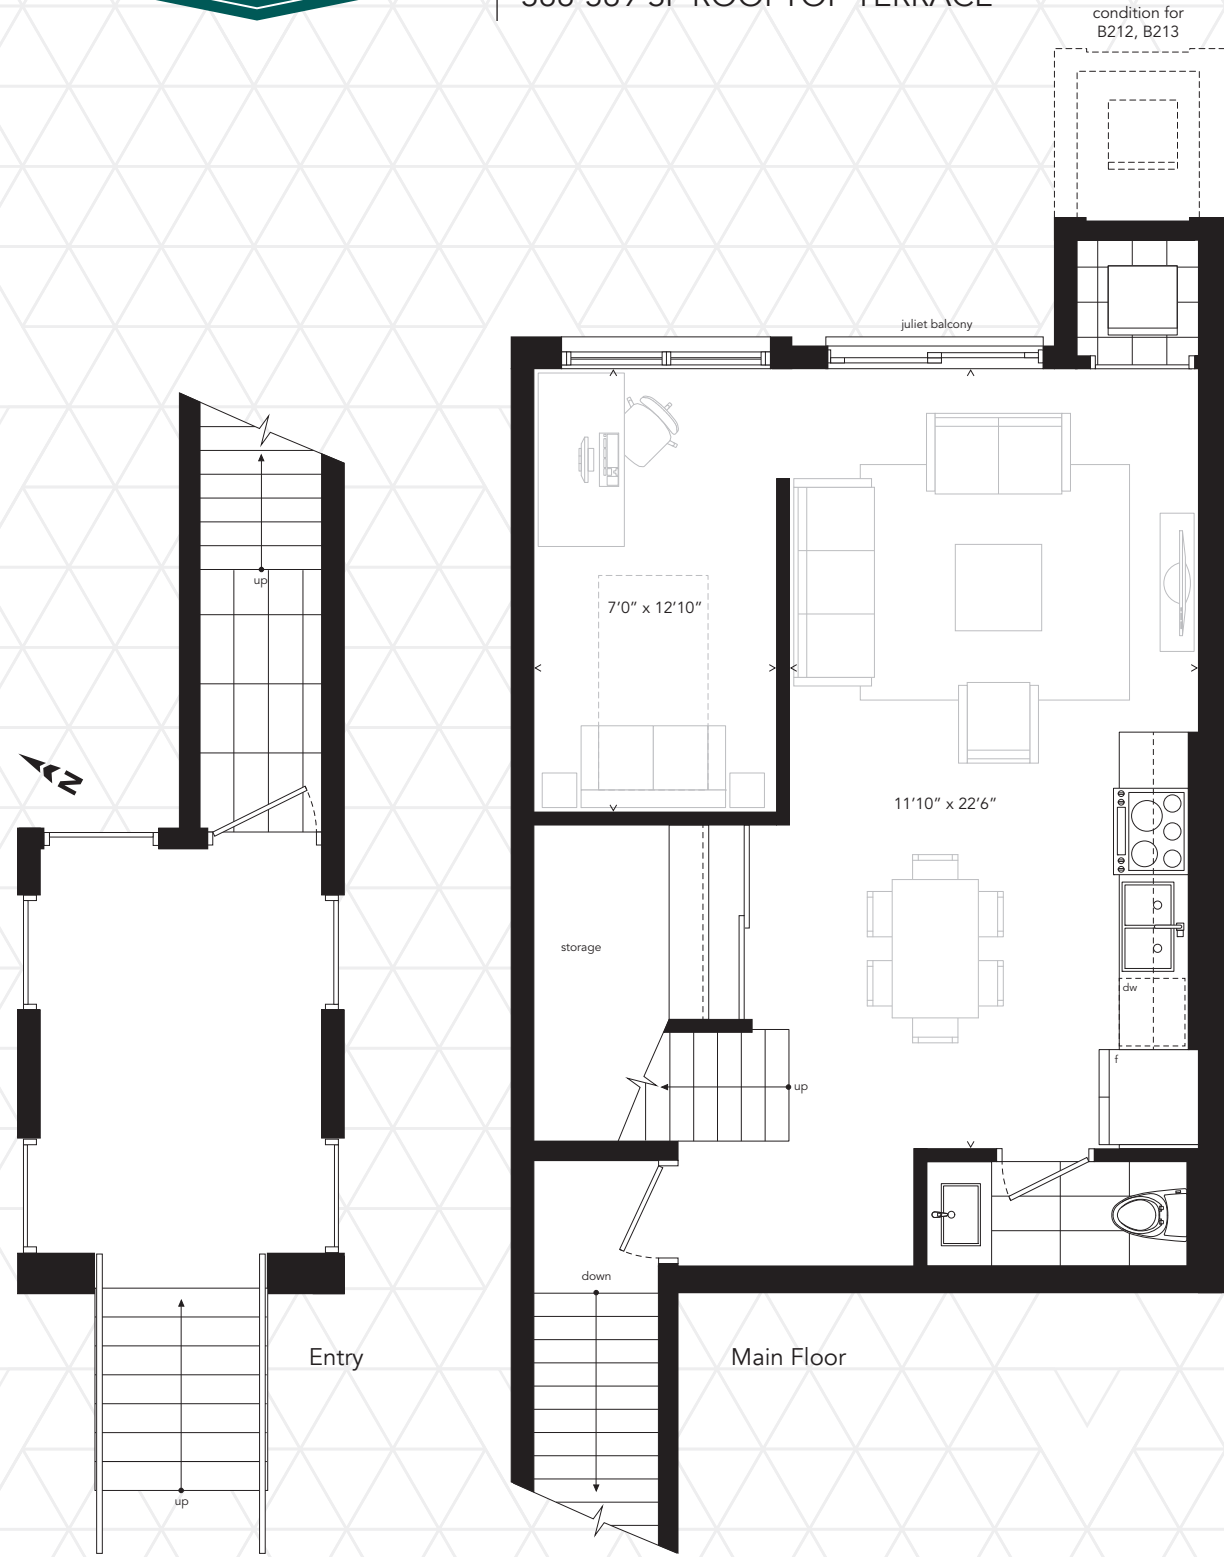 condition for
B212, B213
juliet balcony
up
7'0" x 12'10"
11'10" x 22'6"
N
storage
dw
f
up
down
Entry
Main Floor
up